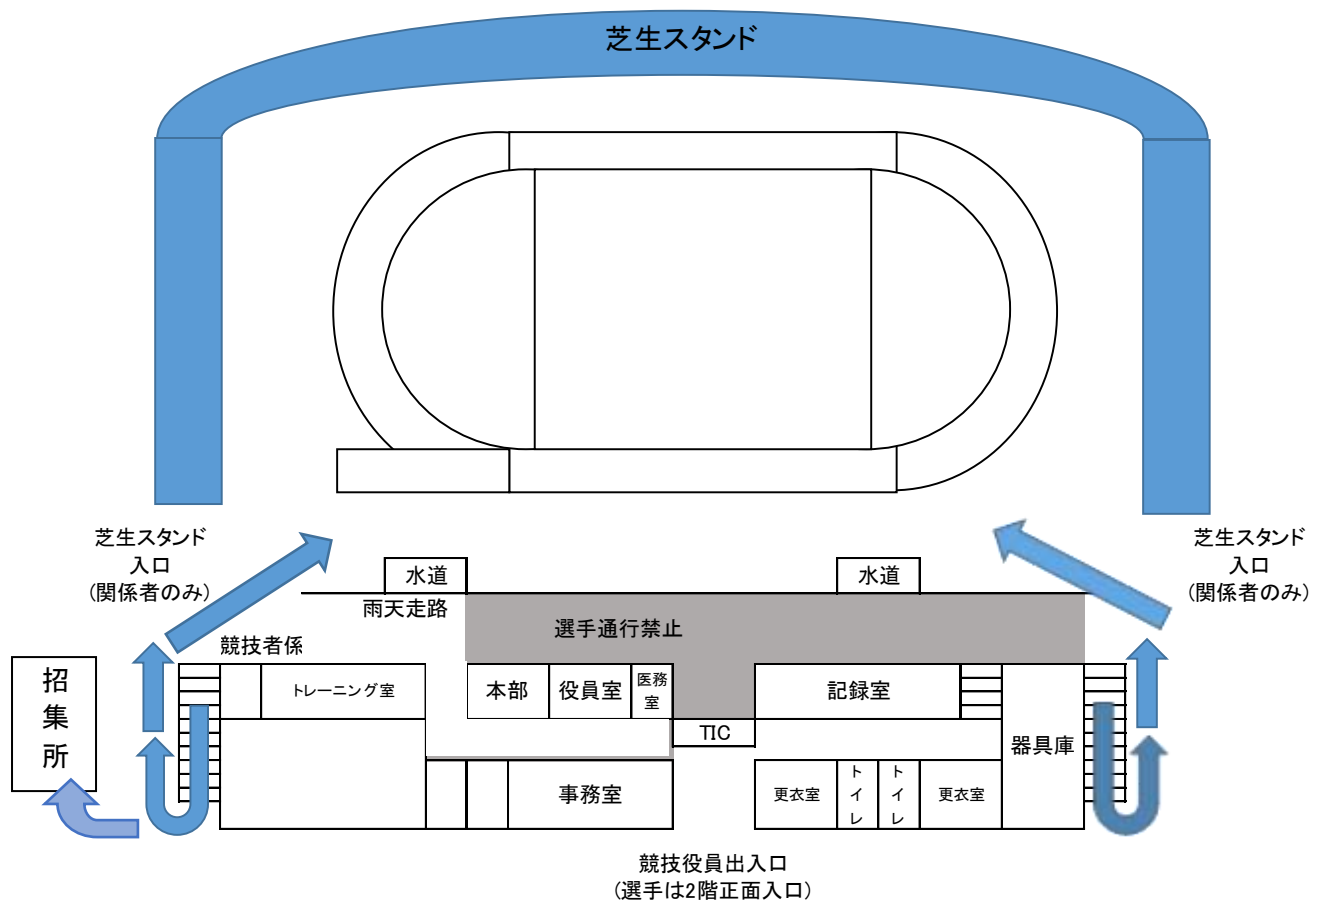 芝生スタンド
芝生スタンド
入口
(関係者のみ)
芝生スタンド
入口
(関係者のみ)
水道
水道
雨天走路
選手通行禁止
競技者係
招集所
トレーニング室
本部
役員室
医務
室
記録室
TIC
器具庫
事務室
更衣室
トイレ
トイレ
更衣室
競技役員出入口
(選手は2階正面入口)